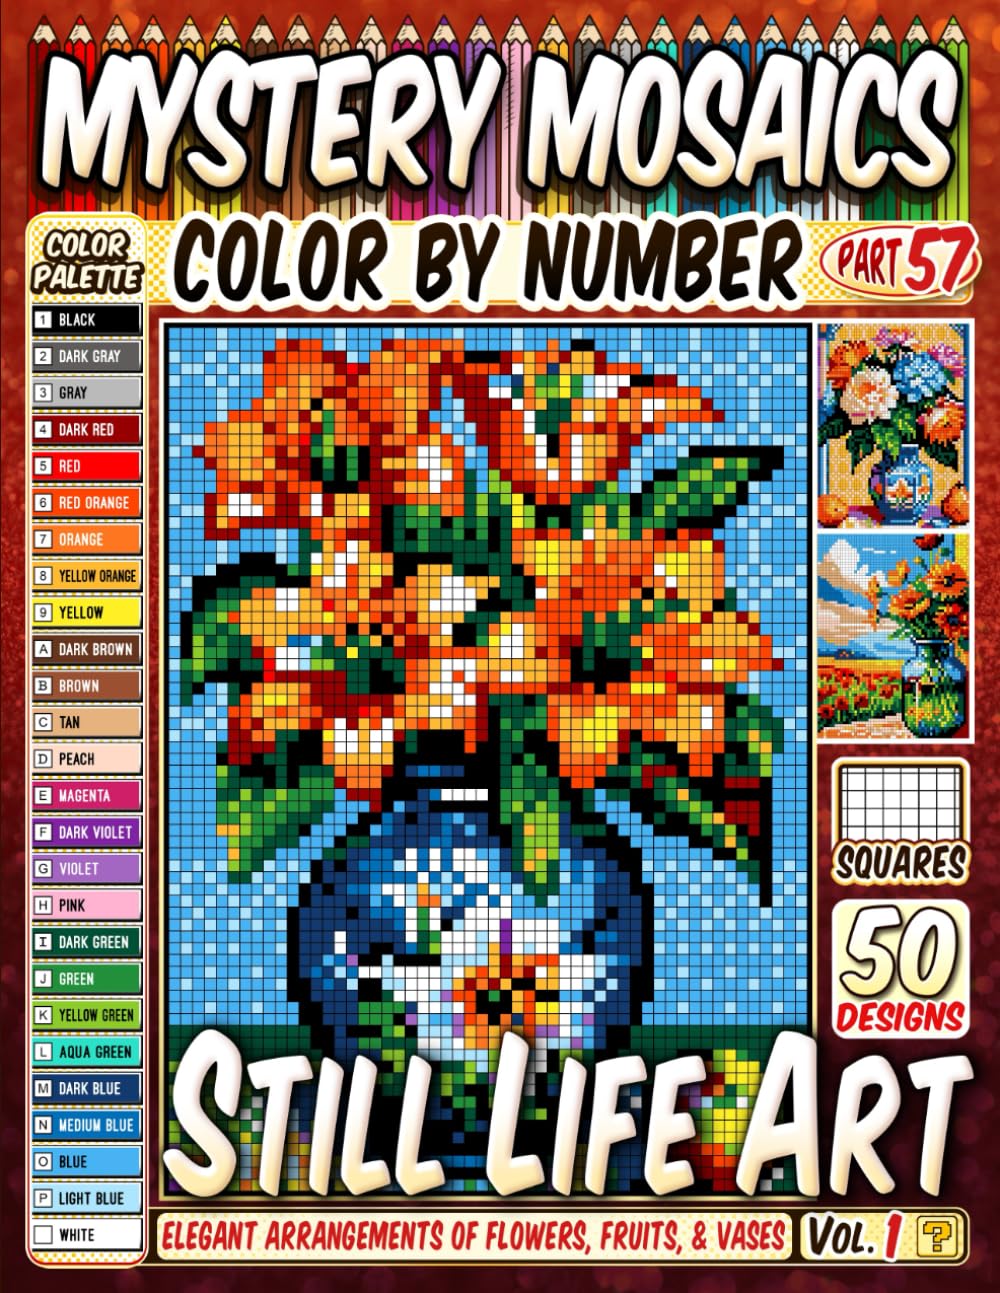 MYSTERY MOSAICS
COLOR BY NUMBER
PART 57
COLOR
PALETTE
1 BLACK
2 DARK GRAY
3 GRAY
4 DARK RED
5 RED
6 RED ORANGE
7 ORANGE
8 YELLOW ORANGE
9 YELLOW
A DARK BROWN
B BROWN
C TAN
D PEACH
E MAGENTA
F DARK VIOLET
G VIOLET
H PINK
I DARK GREEN
J GREEN
K YELLOW GREEN
L AQUA GREEN
M DARK BLUE
N MEDIUM BLUE
O BLUE
P LIGHT BLUE
WHITE
SQUARES
50
DESIGNS
STILL LIFE ART
ELEGANT ARRANGEMENTS OF FLOWERS, FRUITS, & VASES
VOL. 1 ?